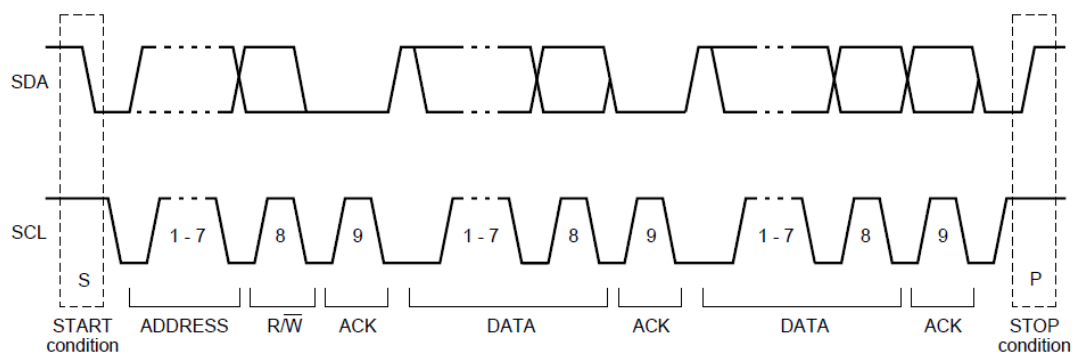 SDA
SCL
1 - 7 8 9 1 - 7 8 9 1 - 7 8 9
S P
START condition ADDRESS R/W̅ ACK DATA ACK DATA ACK STOP condition